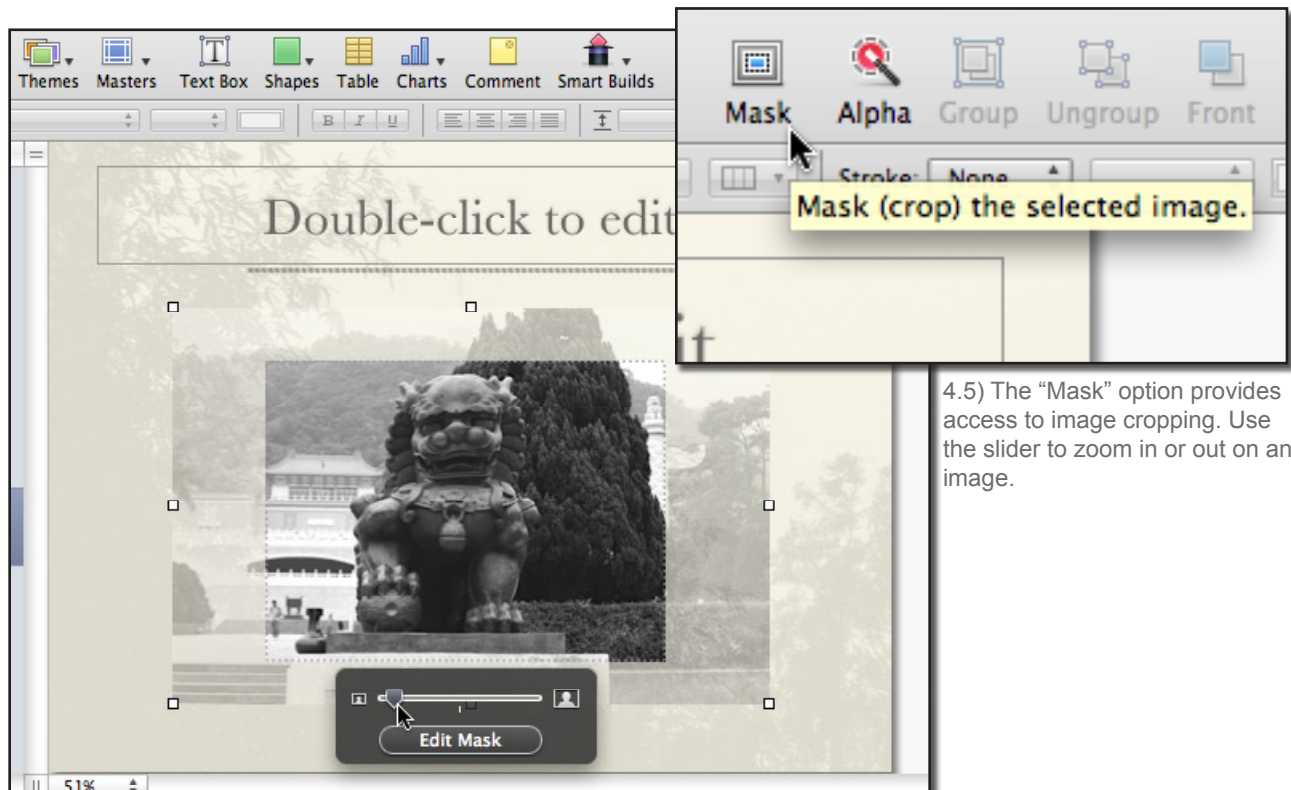 Themes Masters Text Box Shapes Table Charts Comment Smart Builds
B I U
Double-click to edit
Edit Mask
51%
Mask Alpha Group Ungroup Front
Stroke: None
Mask (crop) the selected image.
it
4.5) The “Mask” option provides
access to image cropping. Use
the slider to zoom in or out on an
image.